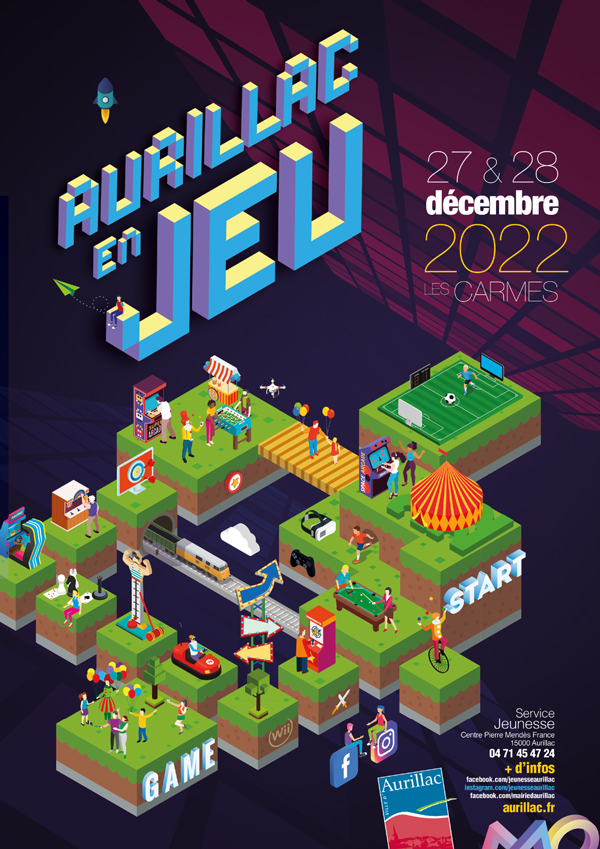 AURILLAC
en
JEU
27 & 28
décembre
2022
LES CARMES
START
GAME
Wii
Service
Jeunesse
Centre Pierre Mendès France
15000 Aurillac
04 71 45 47 24
+ d'infos
facebook.com/jeunesseaurillac
instagram.com/jeunesseaurillac
facebook.com/mairiedaurillac
aurillac.fr
VILLE D'
Aurillac